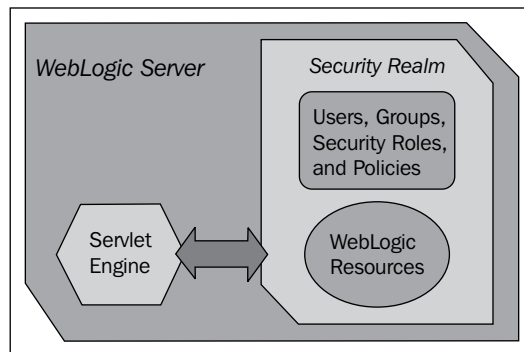 WebLogic Server
Security Realm
Users, Groups,
Security Roles,
and Policies
Servlet
Engine
WebLogic
Resources